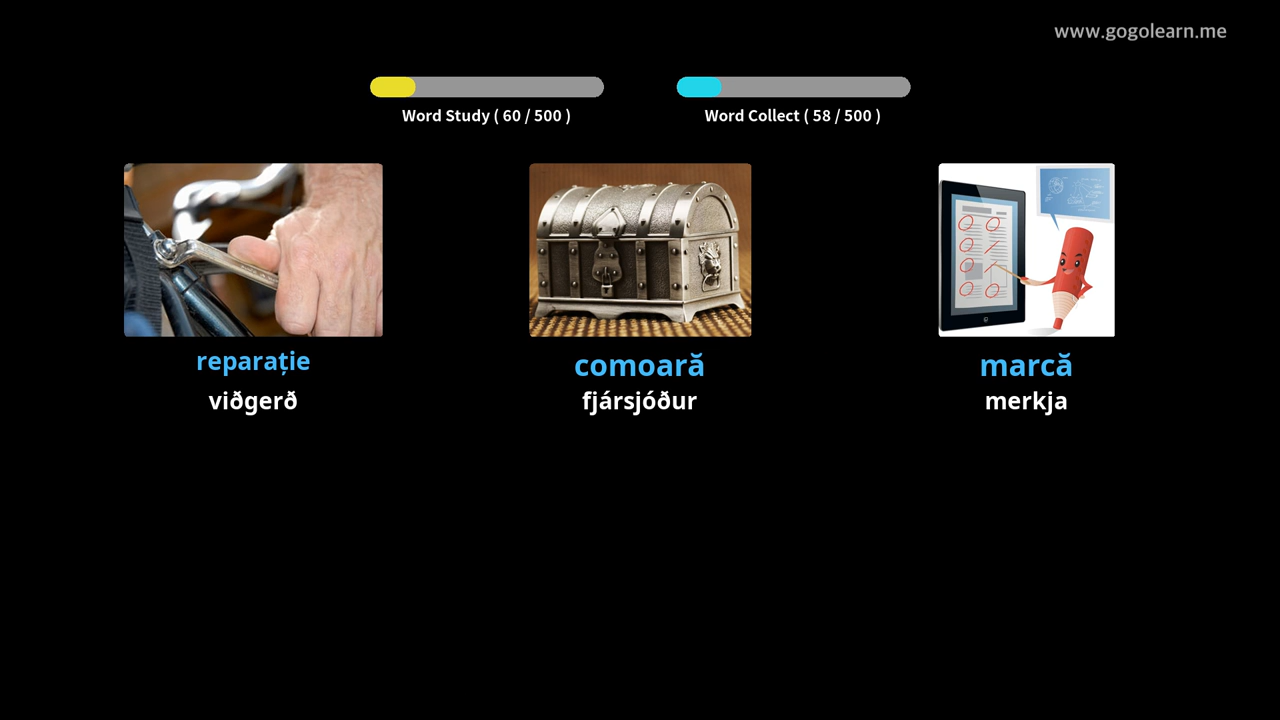 www.gogolearn.me
Word Study ( 60 / 500 )
Word Collect ( 58 / 500 )
reparație
comoară
marcă
viðgerð
fjársjóður
merkja